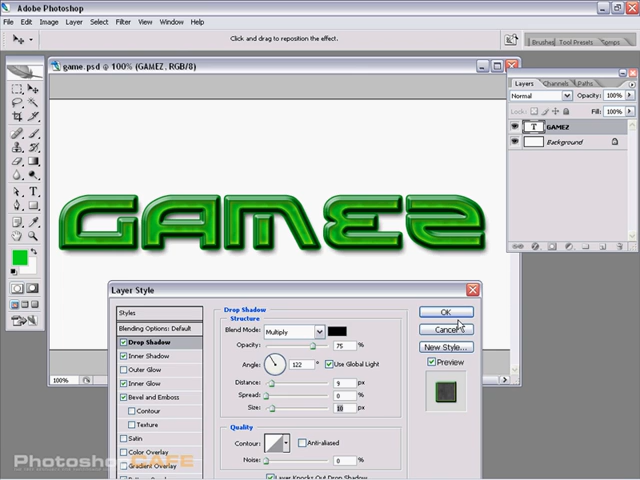 Adobe Photoshop
File Edit Image Layer Select Filter View Window Help
Click and drag to reposition the effect.
Brushes Tool Presets Comps
game.psd @ 100% (GAMEZ, RGB/8)
Layers Channels Paths
Normal Opacity: 100%
Lock: Fill: 100%
T GAMEZ
Background
GAMEZ
100%
Layer Style
Styles
Blending Options: Default
Drop Shadow
Inner Shadow
Outer Glow
Inner Glow
Bevel and Emboss
Contour
Texture
Satin
Color Overlay
Gradient Overlay
Drop Shadow
Structure
Blend Mode: Multiply
Opacity: 75 %
Angle: 122 ° Use Global Light
Distance: 9 px
Spread: 0 %
Size: 10 px
Quality
Contour: Anti-aliased
Noise: 0 %
Layer Knocks Out Drop Shadow
OK
Cancel
New Style...
Preview
PhotoshopCAFE